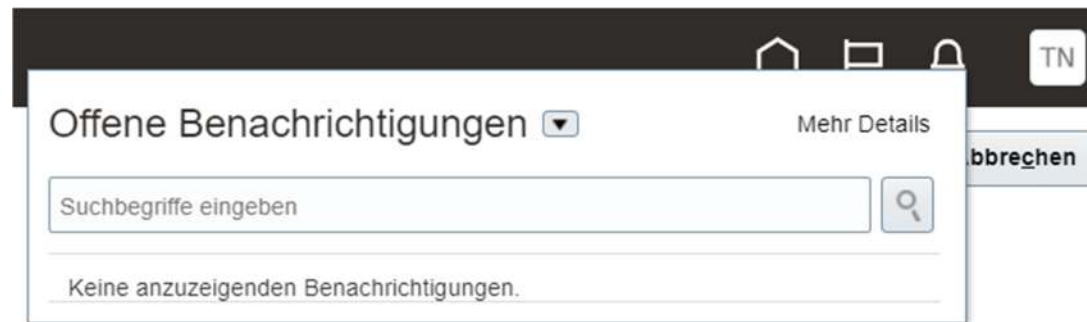 TN
Offene Benachrichtigungen
Mehr Details
bbrechen
Suchbegriffe eingeben
Keine anzuzeigenden Benachrichtigungen.